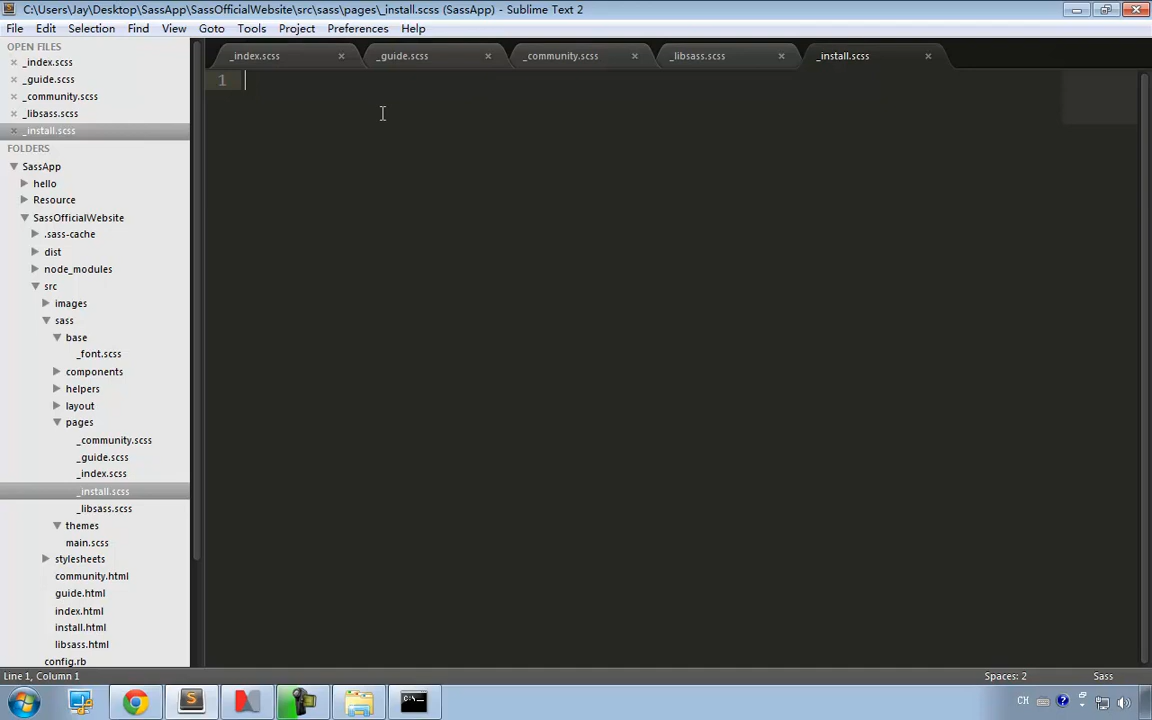 C:\Users\Jay\Desktop\SassApp\SassOfficialWebsite\src\sass\pages\_install.scss (SassApp) - Sublime Text 2
File Edit Selection Find View Goto Tools Project Preferences Help
OPEN FILES
_index.scss
_guide.scss
_community.scss
_libsass.scss
_install.scss
FOLDERS
SassApp
hello
Resource
SassOfficialWebsite
.sass-cache
dist
node_modules
src
images
sass
base
_font.scss
components
helpers
layout
pages
_community.scss
_guide.scss
_index.scss
_install.scss
_libsass.scss
themes
main.scss
stylesheets
community.html
guide.html
index.html
install.html
libsass.html
config.rb
_index.scss _guide.scss _community.scss _libsass.scss _install.scss
1
Line 1, Column 1 Spaces: 2 Sass
CH